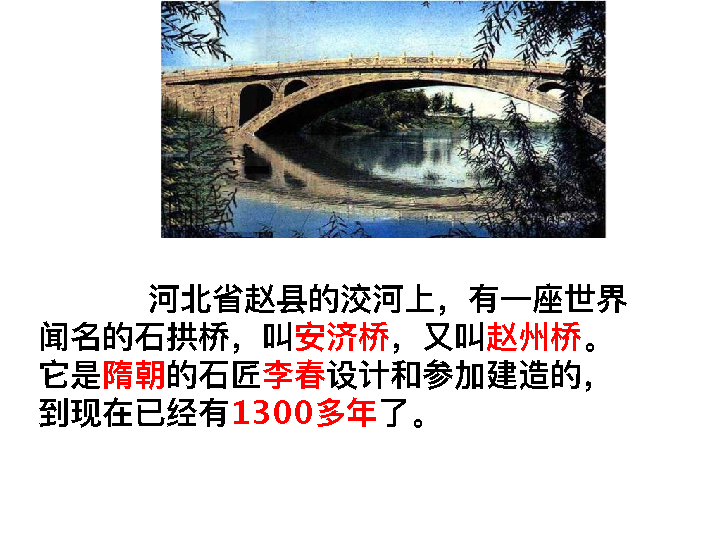 河北省赵县的洨河上，有一座世界
闻名的石拱桥，叫安济桥，又叫赵州桥。
它是隋朝的石匠李春设计和参加建造的，
到现在已经有1300多年了。